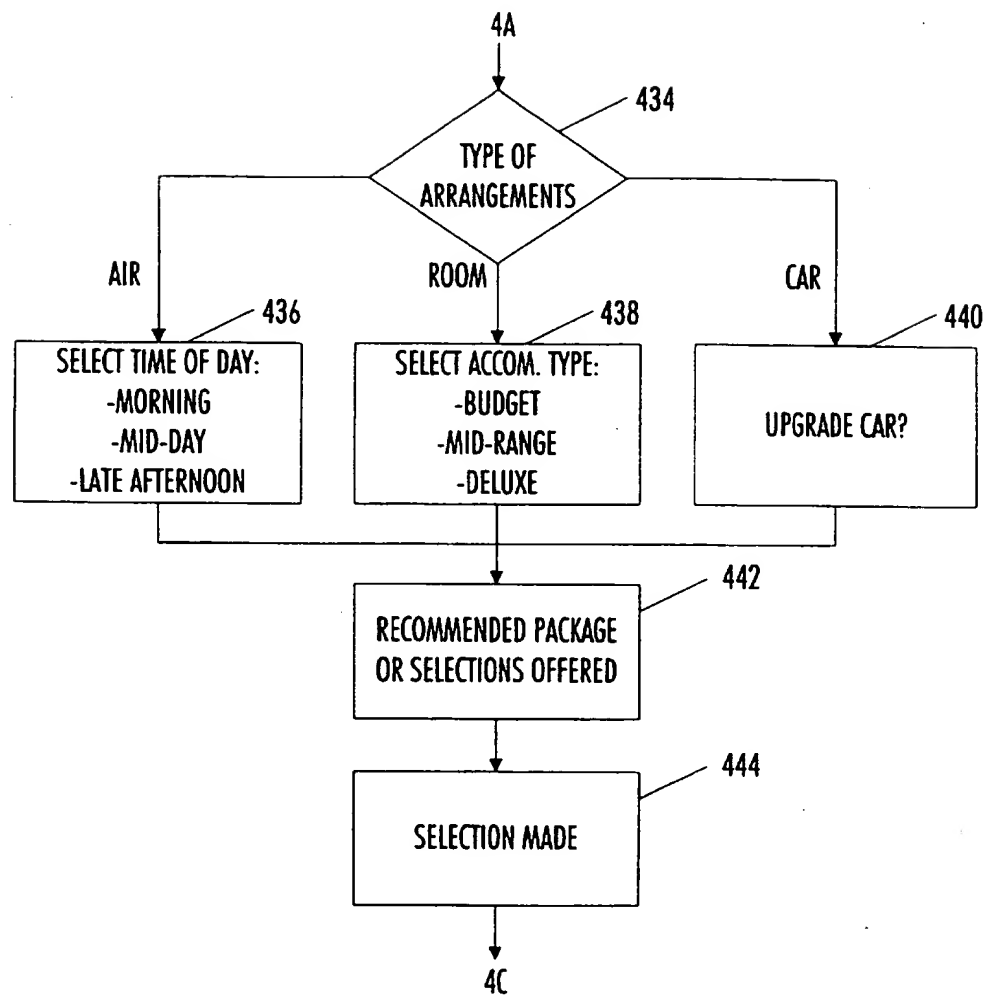 4A
434
TYPE OF
ARRANGEMENTS
AIR
ROOM
CAR
436
438
440
SELECT TIME OF DAY:
-MORNING
-MID-DAY
-LATE AFTERNOON
SELECT ACCOM. TYPE:
-BUDGET
-MID-RANGE
-DELUXE
UPGRADE CAR?
442
RECOMMENDED PACKAGE
OR SELECTIONS OFFERED
444
SELECTION MADE
4C